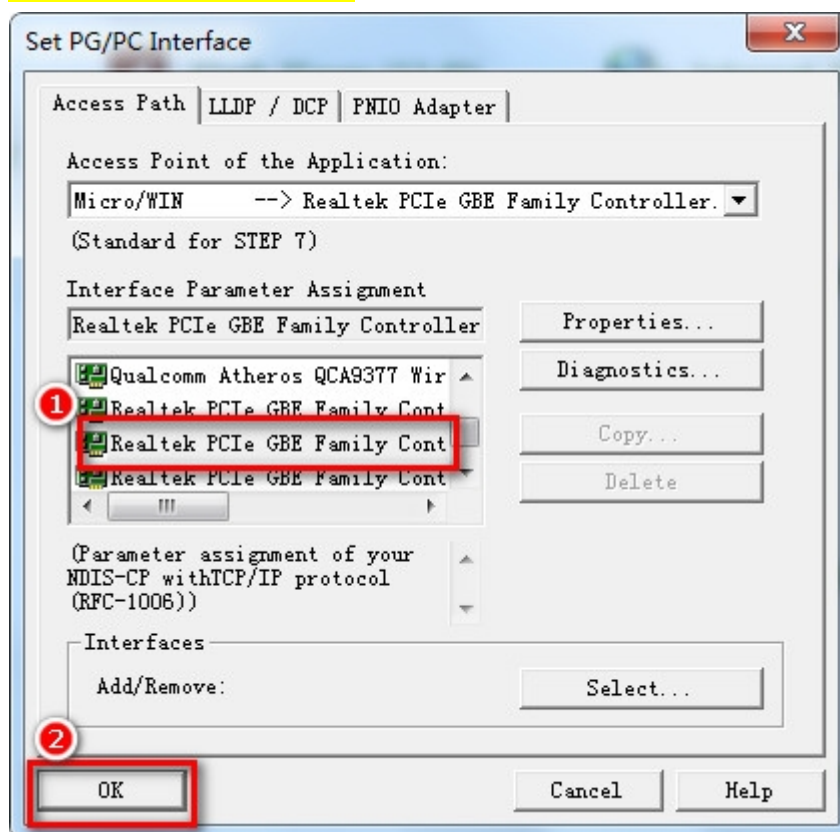 Set PG/PC Interface
Access Path LLDP / DCP PNIO Adapter
Access Point of the Application:
Micro/WIN --> Realtek PCIe GBE Family Controller.
(Standard for STEP 7)
Interface Parameter Assignment
Realtek PCIe GBE Family Controller
Properties...
Qualcomm Atheros QCA9377 Wir
Diagnostics...
1
Realtek PCIe GBE Family Cont
Realtek PCIe GBE Family Cont
Copy...
Realtek PCIe GBE Family Cont
Delete
(Parameter assignment of your
NDIS-CP withTCP/IP protocol
(RFC-1006))
Interfaces
Add/Remove:
Select...
2
OK
Cancel
Help